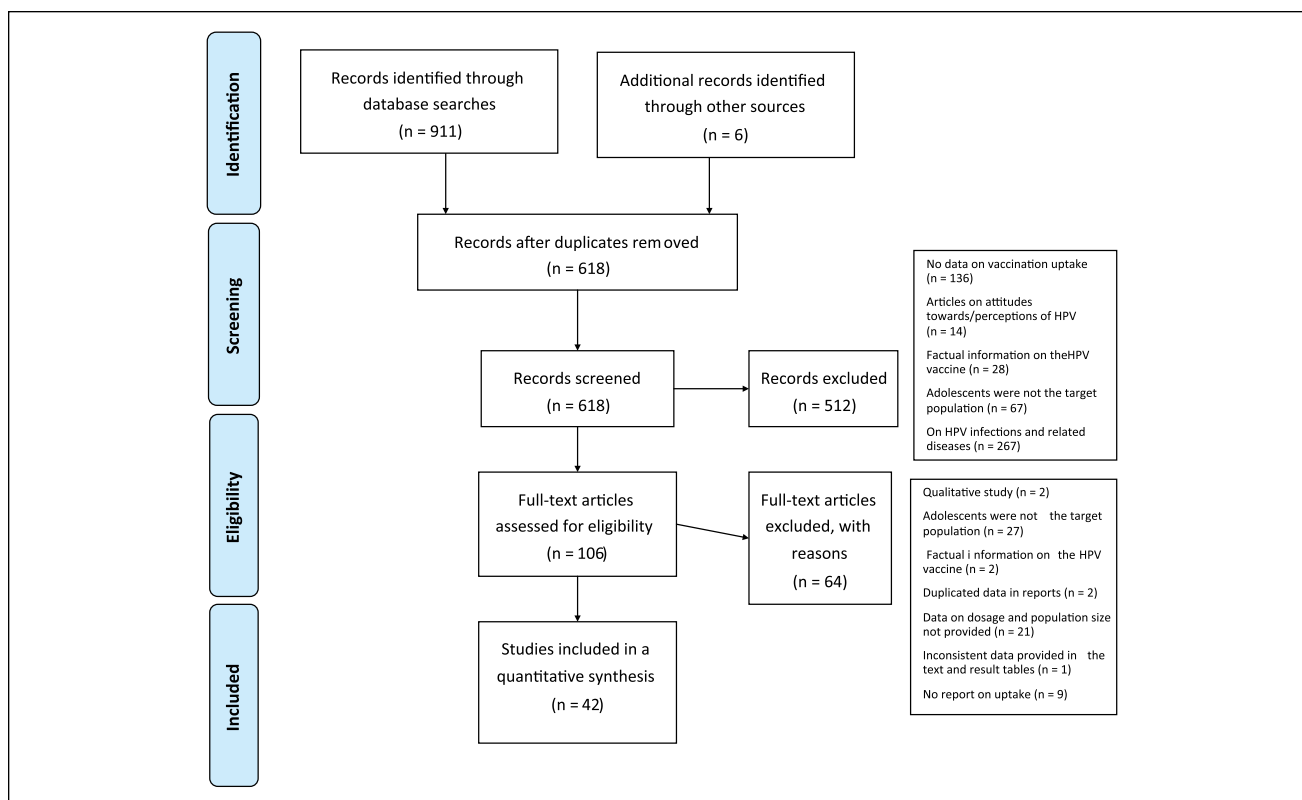 Identification
Records identified through
database searches
(n = 911)
Additional records identified
through other sources
(n = 6)
Screening
Records after duplicates rem oved
(n = 618)
Records screened
(n = 618)
Records excluded
(n = 512)
No data on vaccination uptake
(n = 136)
Articles on attitudes
towards/perceptions of HPV
(n = 14)
Factual information on theHPV
vaccine (n = 28)
Adolescents were not the target
population (n = 67)
On HPV infections and related
diseases (n = 267)
Eligibility
Full-text articles
assessed for eligibility
(n = 106)
Full-text articles
excluded, with
reasons
(n = 64)
Qualitative study (n = 2)
Adolescents were not the target
population (n = 27)
Factual i nformation on the HPV
vaccine (n = 2)
Duplicated data in reports (n = 2)
Data on dosage and population size
not provided (n = 21)
Inconsistent data provided in the
text and result tables (n = 1)
No report on uptake (n = 9)
Included
Studies included in a
quantitative synthesis
(n = 42)